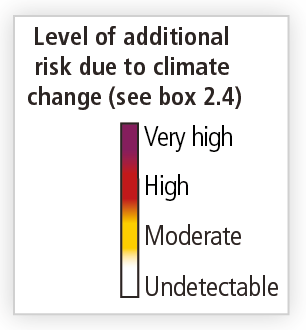 Level of additional
risk due to climate
change (see box 2.4)
Very high
High
Moderate
Undetectable